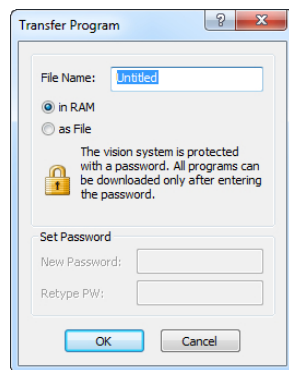 Transfer Program
File Name: Untitled
in RAM
as File
The vision system is protected
with a password. All programs can
be downloaded only after entering
the password.
Set Password
New Password:
Retype PW:
OK Cancel